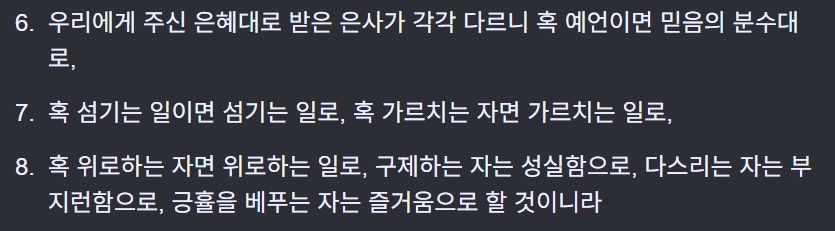 6. 우리에게 주신 은혜대로 받은 은사가 각각 다르니 혹 예언이면 믿음의 분수대
로,
7. 혹 섬기는 일이면 섬기는 일로, 혹 가르치는 자면 가르치는 일로,
8. 혹 위로하는 자면 위로하는 일로, 구제하는 자는 성실함으로, 다스리는 자는 부
지런함으로, 긍휼을 베푸는 자는 즐거움으로 할 것이니라